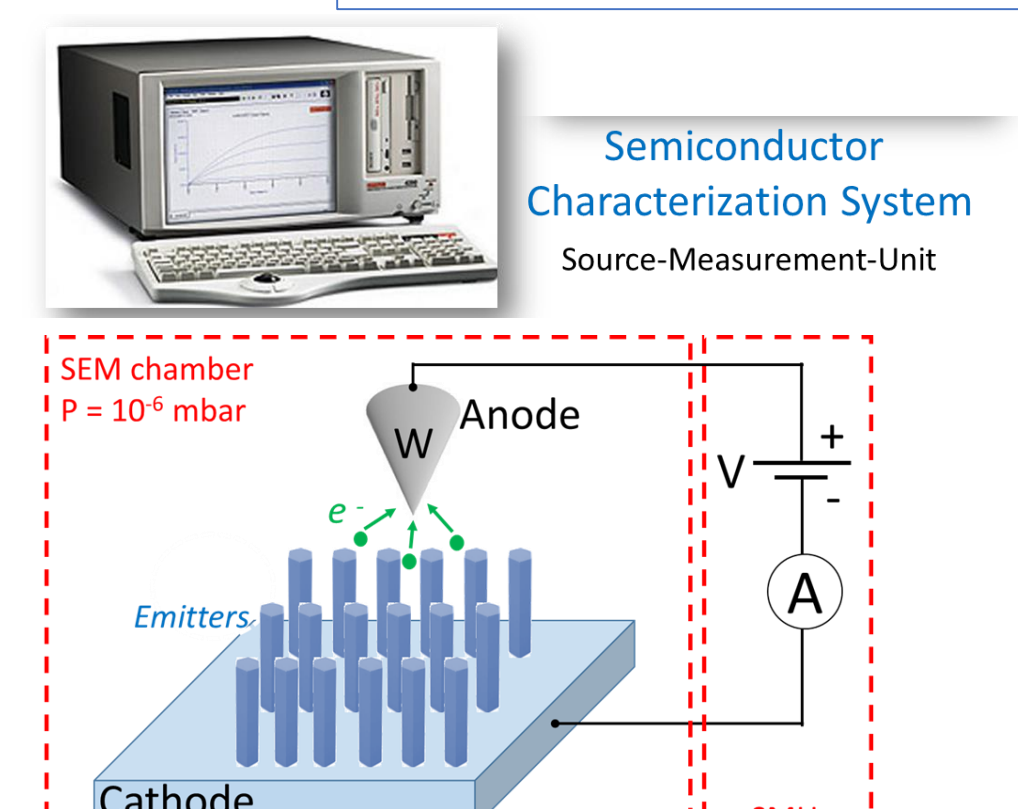 Semiconductor
Characterization System
Source-Measurement-Unit
SEM chamber
P = 10⁻⁶ mbar
Anode
W
e -
+
V
-
A
Emitters
Cathode